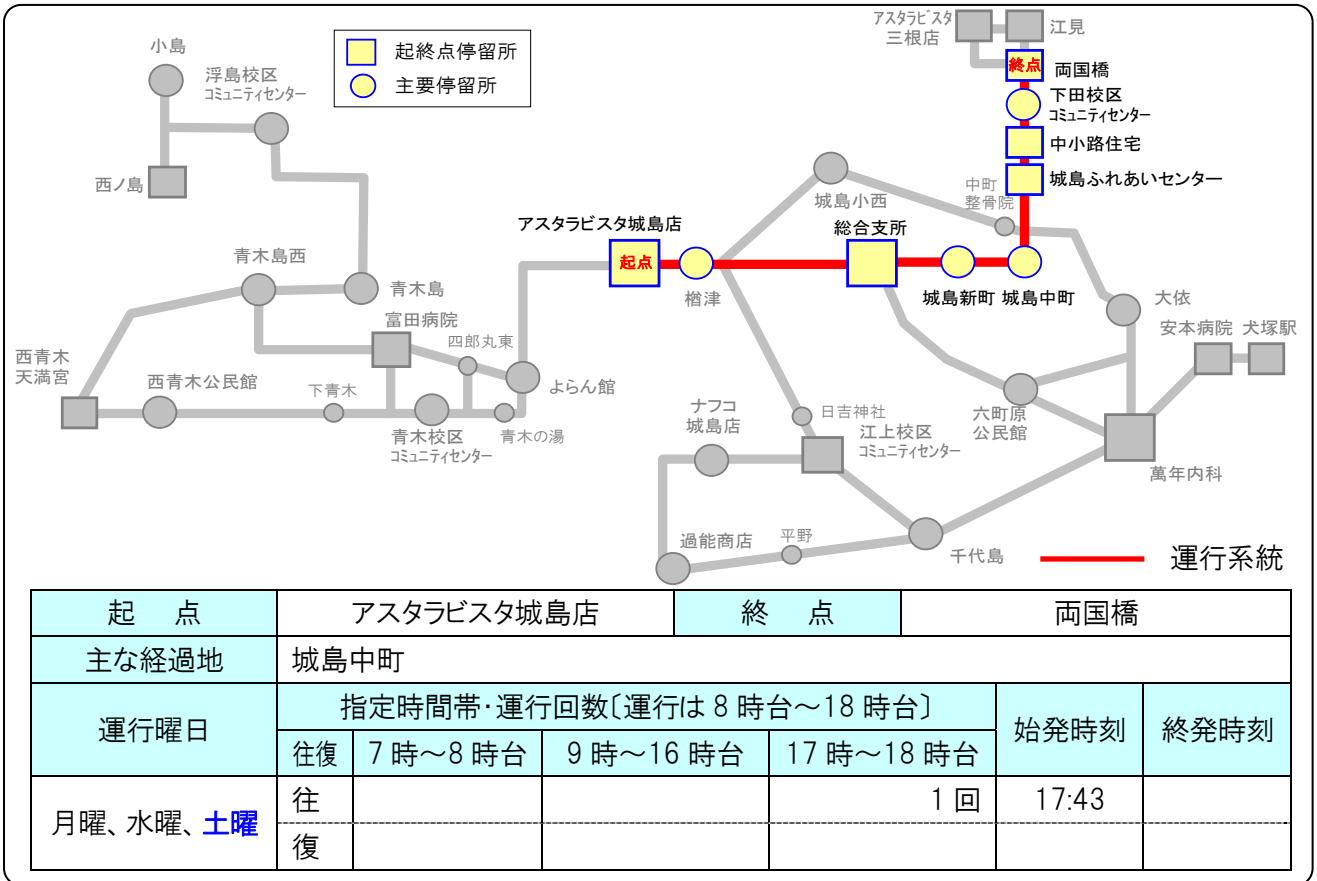 アスタラビスタ
三根店
江見
終点
両国橋
下田校区
コミュニティセンター
中小路住宅
城島ふれあいセンター
小島
浮島校区
コミュニティセンター
起終点停留所
主要停留所
西ノ島
城島小西
中町
整骨院
アスタラビスタ城島店
起点
楢津
総合支所
城島新町
城島中町
青木島西
青木島
富田病院
四郎丸東
よらん館
大依
安本病院
犬塚駅
西青木
天満宮
西青木公民館
下青木
青木校区
コミュニティセンター
青木の湯
ナフコ
城島店
日吉神社
江上校区
コミュニティセンター
六町原
公民館
萬年内科
過能商店
平野
千代島
運行系統
起 点 アスタラビスタ城島店 終 点 両国橋
主な経過地 城島中町
運行曜日 指定時間帯・運行回数〔運行は8時台～18時台〕 始発時刻 終発時刻
往復 7時～8時台 9時～16時台 17時～18時台
月曜、水曜、土曜
往 1回 17:43
復